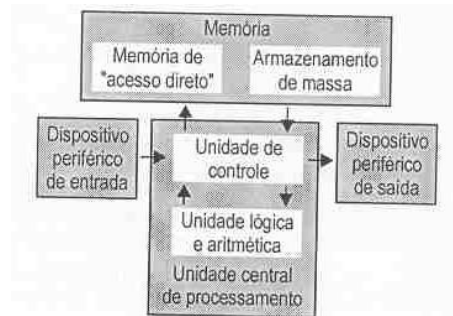 Memória
Memória de
"acesso direto"
Armazenamento
de massa
Dispositivo
periférico
de entrada
Unidade de
controle
Dispositivo
periférico
de saída
Unidade lógica
e aritmética
Unidade central
de processamento